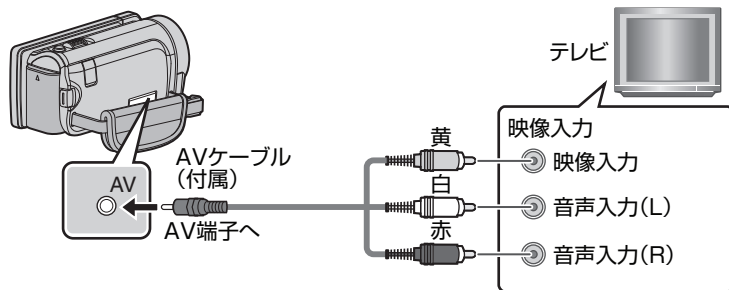 テレビ
映像入力
黄
映像入力
AVケーブル
(付属)
白
AV
音声入力(L)
AV端子へ
赤
音声入力(R)